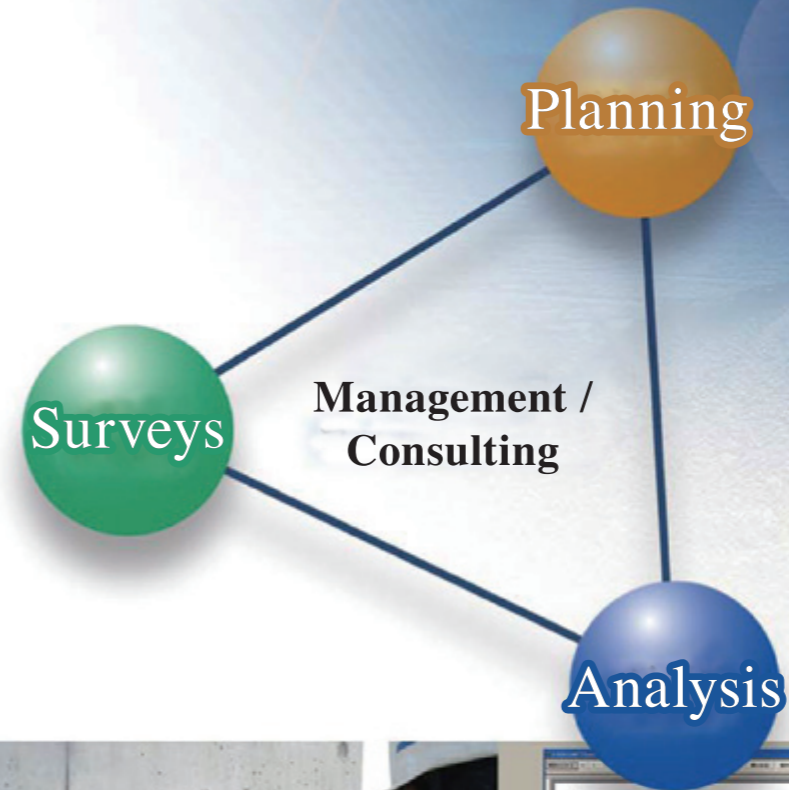 Planning
Surveys
Management /
Consulting
Analysis